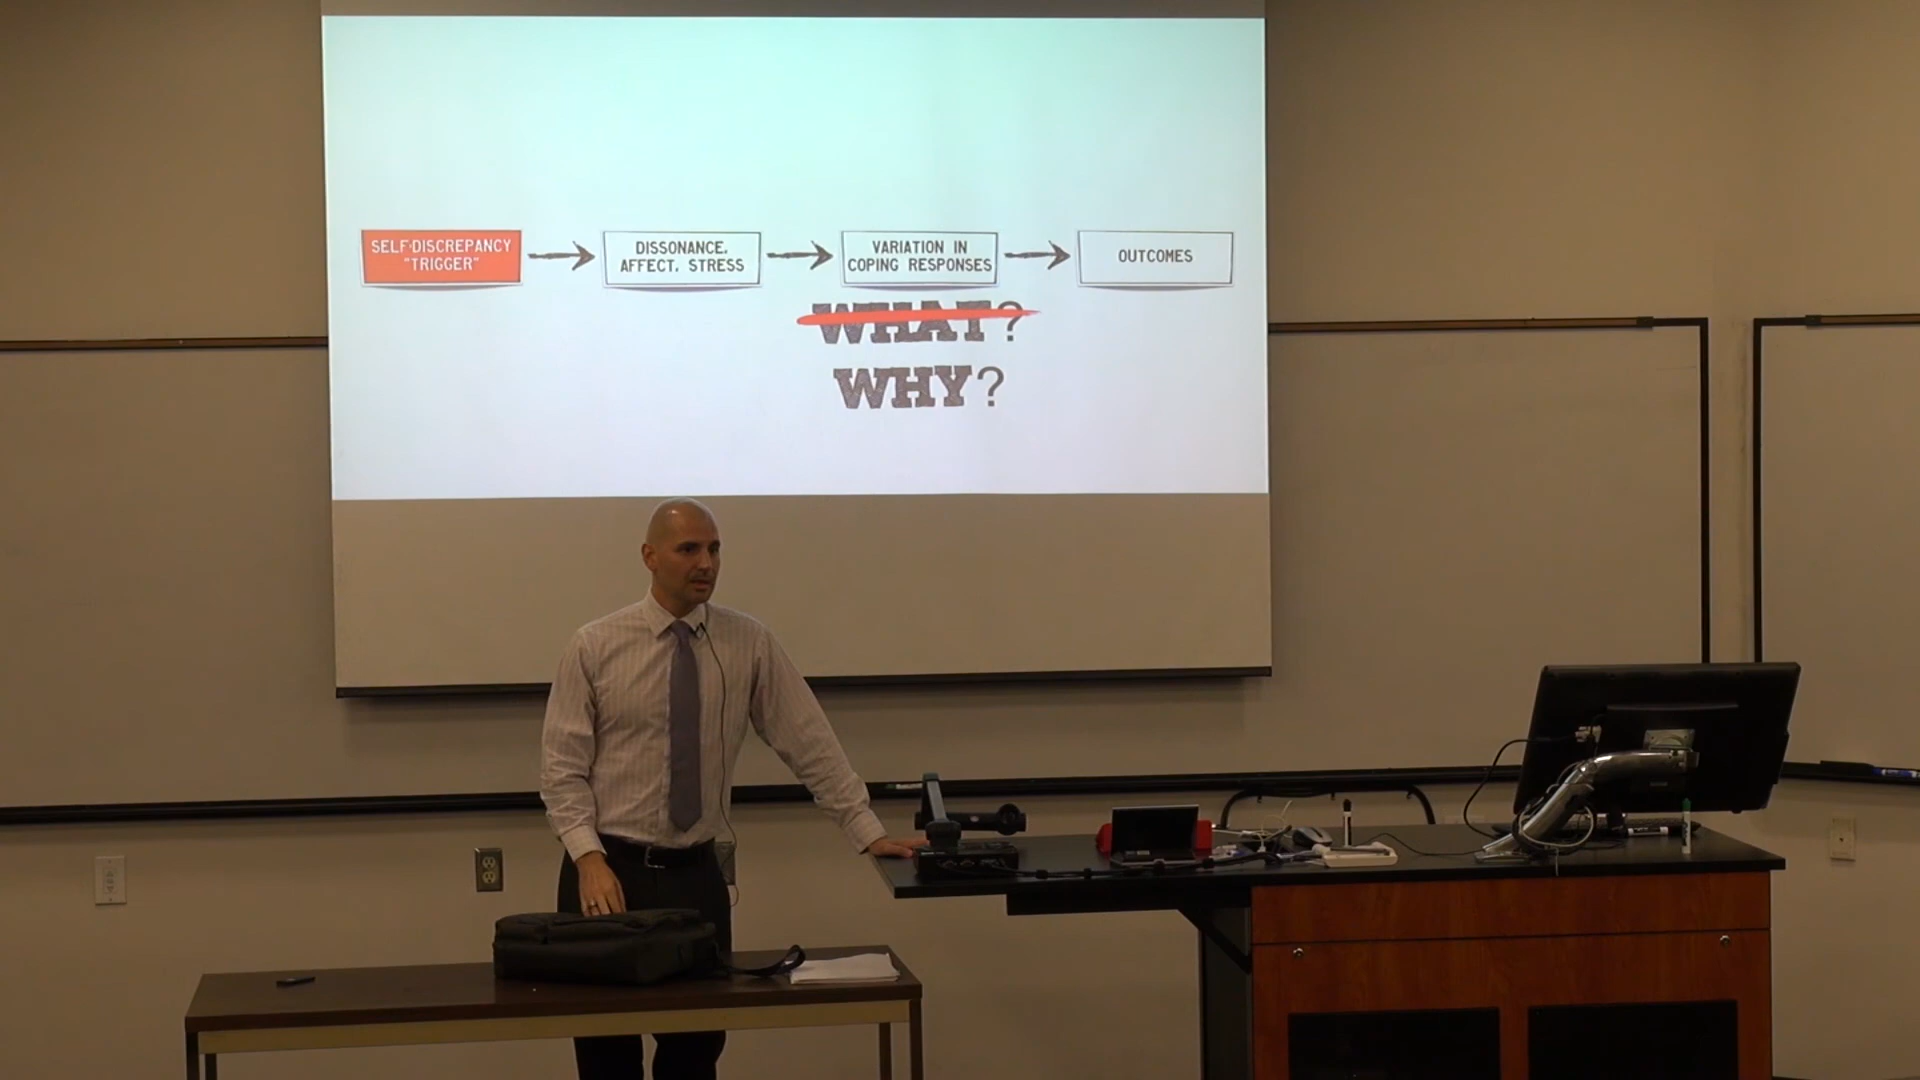 SELF-DISCREPANCY
"TRIGGER"
DISSONANCE,
AFFECT, STRESS
VARIATION IN
COPING RESPONSES
OUTCOMES
WHAT?
WHY?